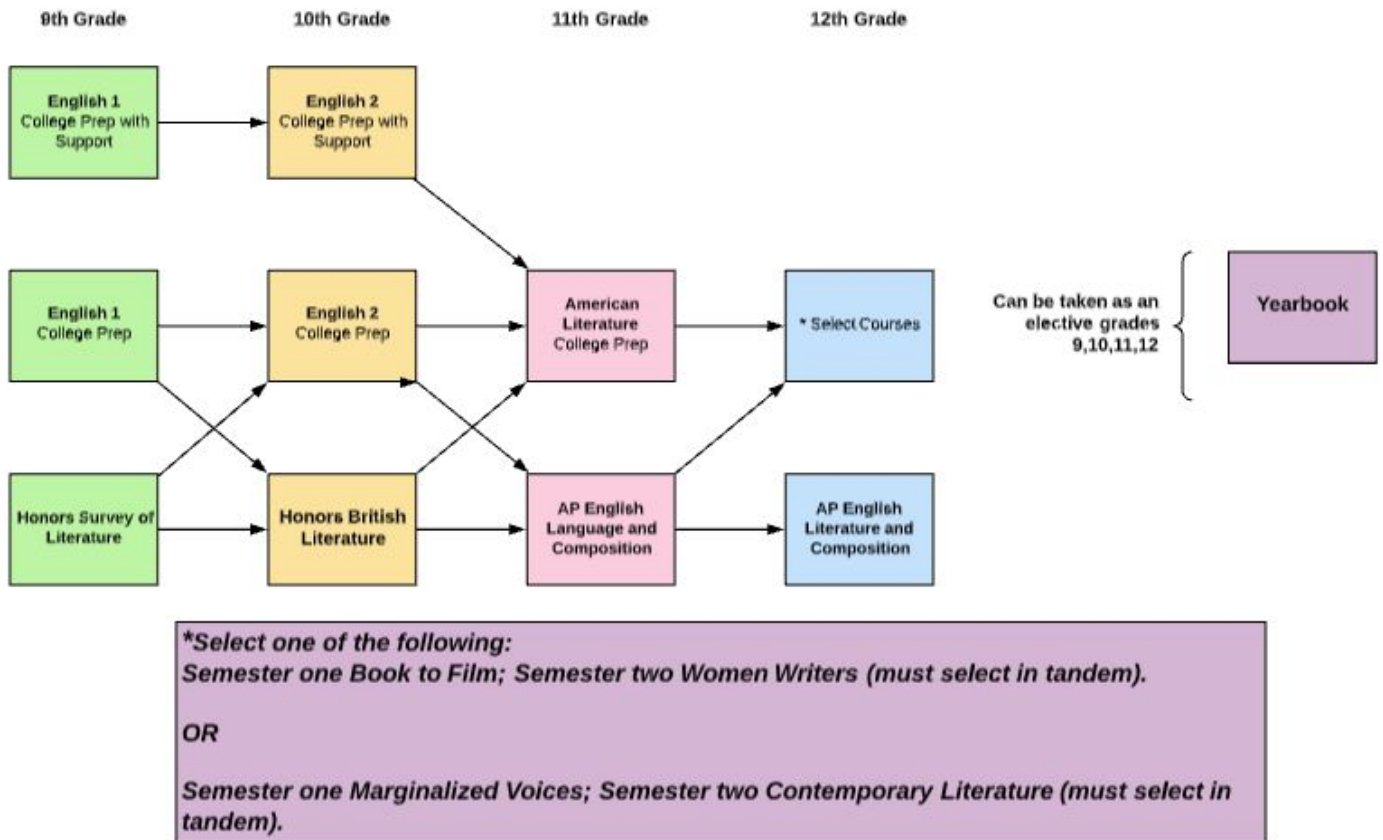 9th Grade
10th Grade
11th Grade
12th Grade
English 1
College Prep with
Support
English 2
College Prep with
Support
English 1
College Prep
English 2
College Prep
American
Literature
College Prep
* Select Courses
Can be taken as an
elective grades
9,10,11,12
Yearbook
Honors Survey of
Literature
Honors British
Literature
AP English
Language and
Composition
AP English
Literature and
Composition
*Select one of the following:
Semester one Book to Film; Semester two Women Writers (must select in tandem).
OR
Semester one Marginalized Voices; Semester two Contemporary Literature (must select in
tandem).